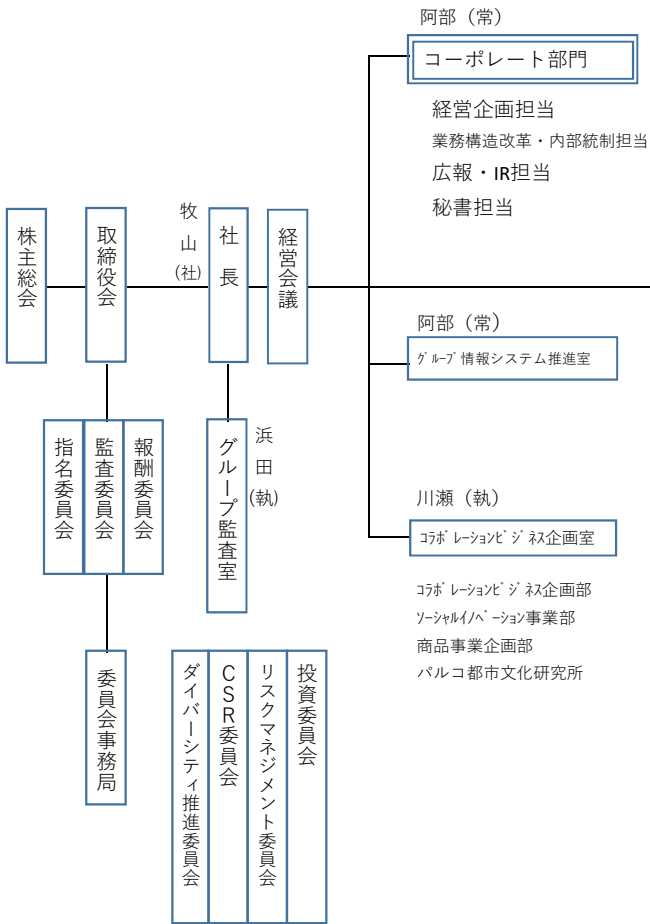 株主総会
取締役会
牧山(社)
社長
経営会議
指名委員会
監査委員会
報酬委員会
グループ監査室
浜田(執)
委員会事務局
ダイバーシティ推進委員会
CSR委員会
リスクマネジメント委員会
投資委員会
阿部（常）
コーポレート部門
経営企画担当
業務構造改革・内部統制担当
広報・IR担当
秘書担当
阿部（常）
ｸﾞﾙｰﾌﾟ情報システム推進室
川瀬（執）
ｺﾗﾎﾞﾚｰｼｮﾝﾋﾞｼﾞﾈｽ企画室
ｺﾗﾎﾞﾚｰｼｮﾝﾋﾞｼﾞﾈｽ企画部
ｿｰｼｬﾙｲﾉﾍﾞｰｼｮﾝ事業部
商品事業企画部
パルコ都市文化研究所